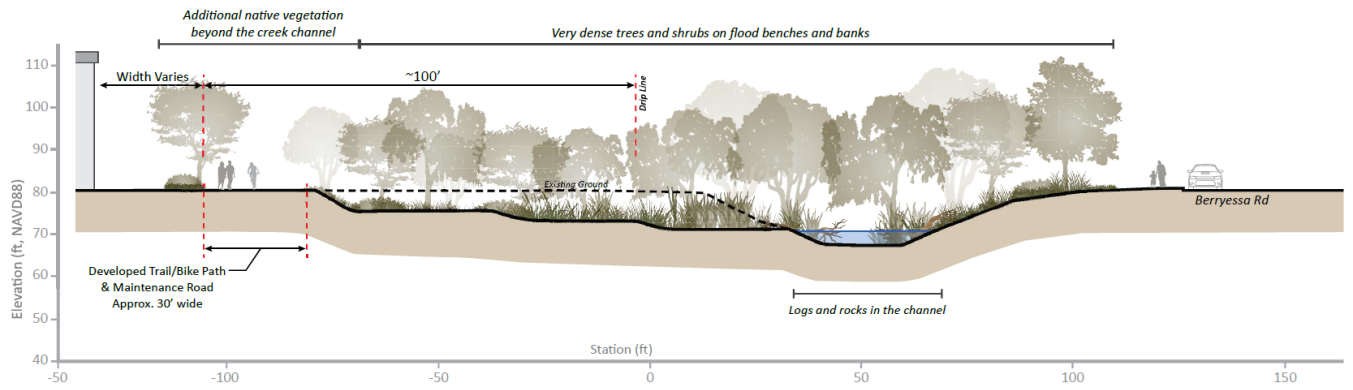 Additional native vegetation
beyond the creek channel
Very dense trees and shrubs on flood benches and banks
Width Varies
~100’
Drip Line
110
100
90
80
70
60
50
40
Elevation (ft, NAVD88)
Existing Ground
Berryessa Rd
Developed Trail/Bike Path
& Maintenance Road
Approx. 30’ wide
Logs and rocks in the channel
Station (ft)
-50
-100
-50
0
50
100
150